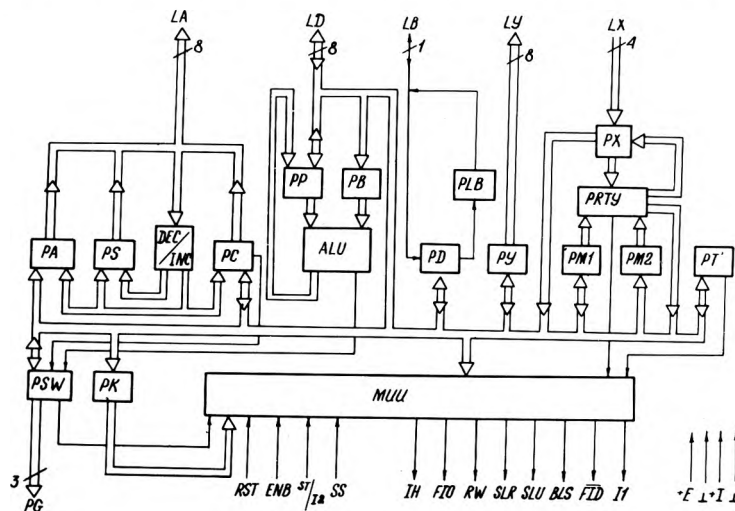 LA LD LB LY LX
8 8 1 8 4
PX
PP PB PLB PRTY
PA PS DEC/INC PC ALU PD PY PM1 PM2 PT'
PSW PK MUU
3
PG
RST ENB ST/I2 SS IH FIO RW SLR SLU BLS FID I1 +E ⊥ +I ⊥